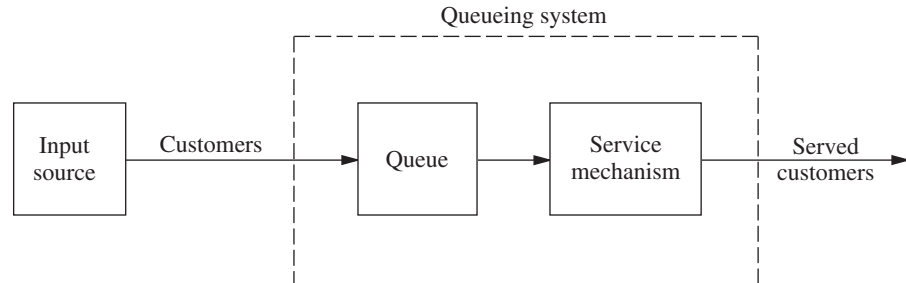 Queueing system
Input
source
Customers
Queue
Service
mechanism
Served
customers